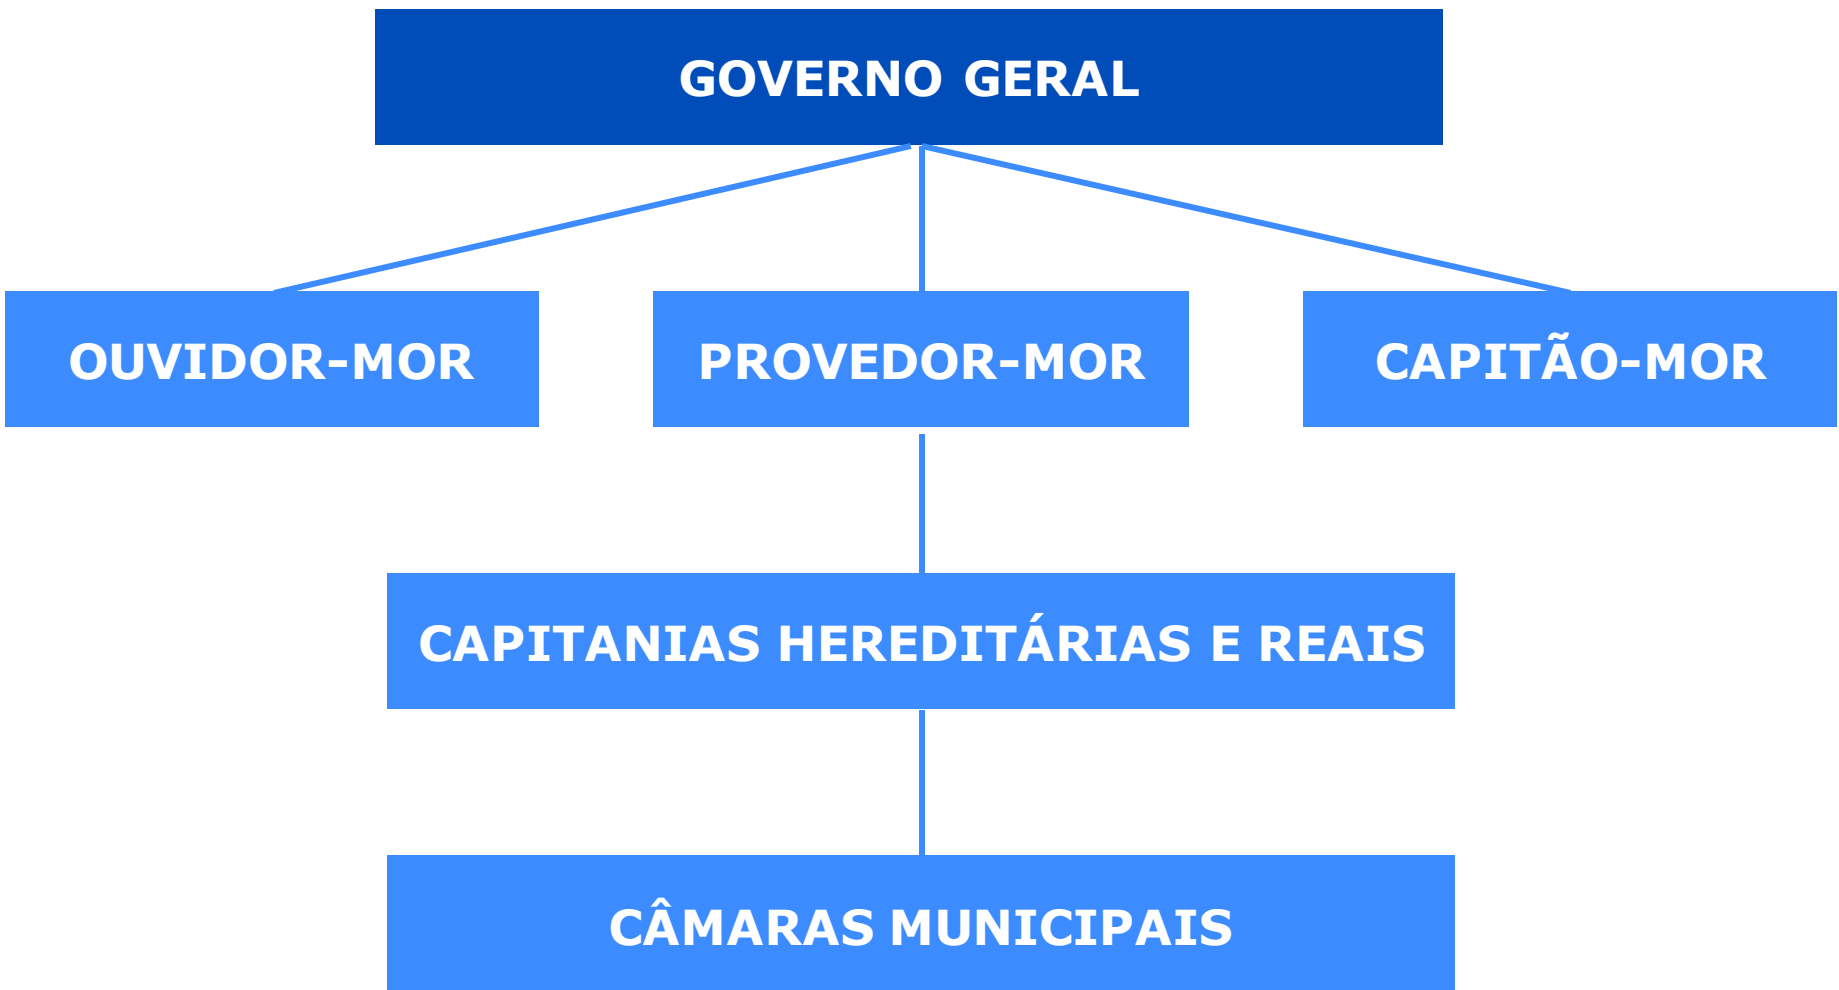 GOVERNO GERAL
OUVIDOR-MOR
PROVEDOR-MOR
CAPITÃO-MOR
CAPITANIAS HEREDITÁRIAS E REAIS
CÂMARAS MUNICIPAIS